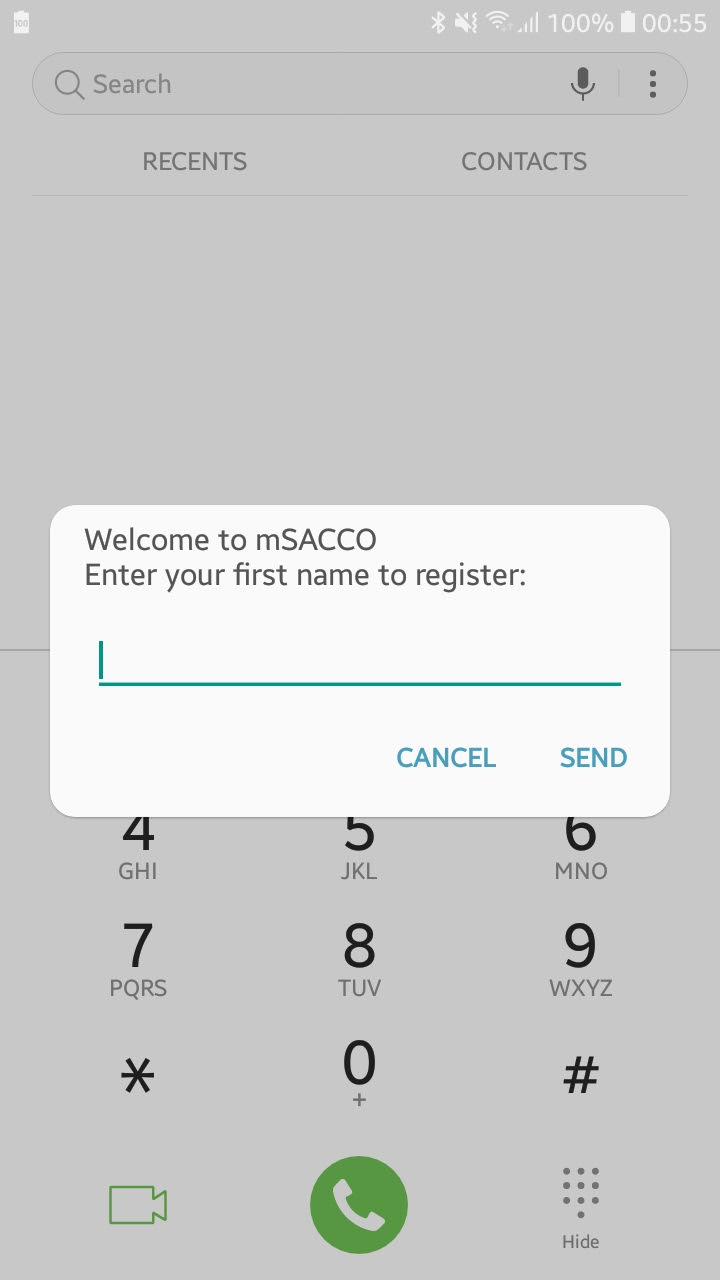 100 100% 00:55
Search
RECENTS CONTACTS
Welcome to mSACCO
Enter your first name to register:
CANCEL SEND
4 5 6
GHI JKL MNO
7 8 9
PQRS TUV WXYZ
* 0 #
+
Hide